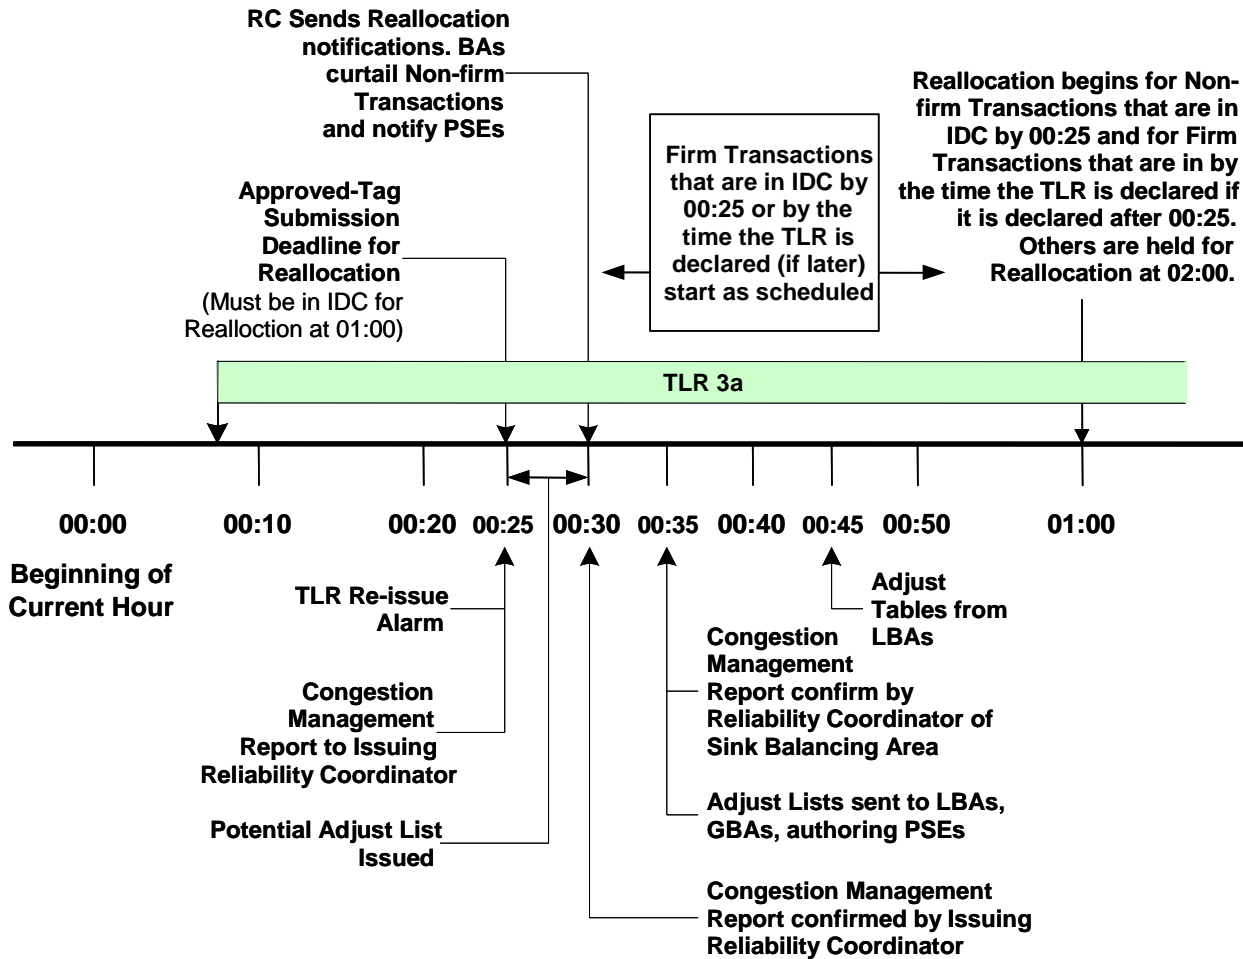 RC Sends Reallocation
notifications. BAs
curtail Non-firm
Transactions
and notify PSEs
Reallocation begins for Non-
firm Transactions that are in
IDC by 00:25 and for Firm
Transactions that are in by
the time the TLR is declared if
it is declared after 00:25.
Others are held for
Reallocation at 02:00.
Firm Transactions
that are in IDC by
00:25 or by the
time the TLR is
declared (if later)
start as scheduled
Approved-Tag
Submission
Deadline for
Reallocation
(Must be in IDC for
Realloction at 01:00)
TLR 3a
00:00
00:10
00:20
00:25
00:30
00:35
00:40
00:45
00:50
01:00
Beginning of
Current Hour
TLR Re-issue
Alarm
Adjust
Tables from
LBAs
Congestion
Management
Report confirm by
Reliability Coordinator of
Sink Balancing Area
Congestion
Management
Report to Issuing
Reliability Coordinator
Adjust Lists sent to LBAs,
GBAs, authoring PSEs
Potential Adjust List
Issued
Congestion Management
Report confirmed by Issuing
Reliability Coordinator